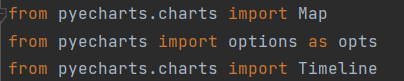 from pyecharts.charts import Map
from pyecharts import options as opts
from pyecharts.charts import Timeline